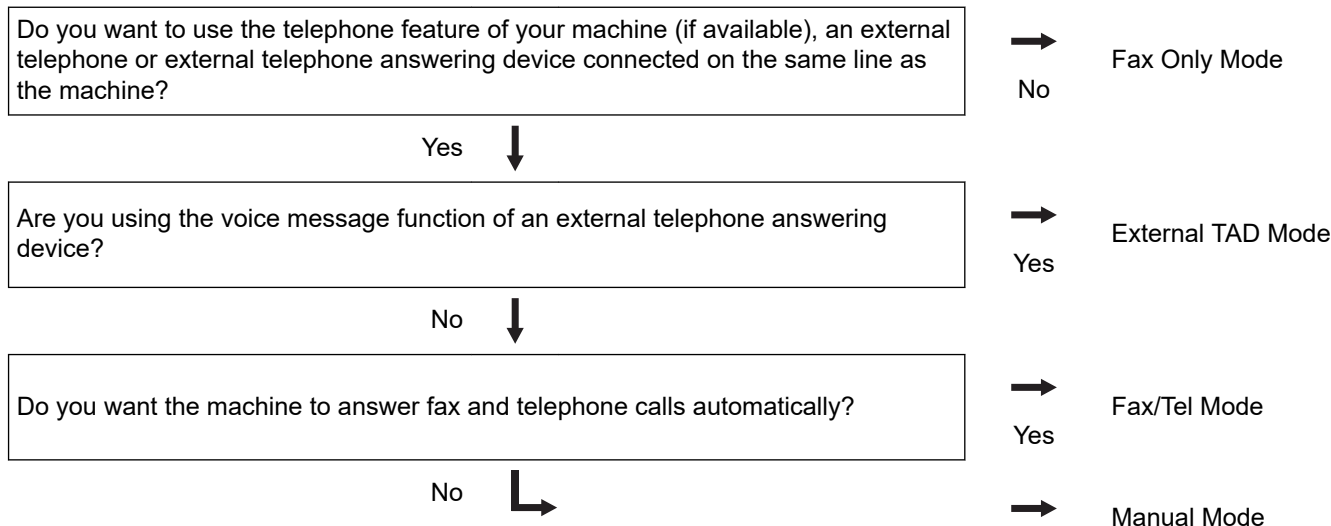 Do you want to use the telephone feature of your machine (if available), an external
telephone or external telephone answering device connected on the same line as
the machine?
No
Fax Only Mode
Yes
Are you using the voice message function of an external telephone answering
device?
Yes
External TAD Mode
No
Do you want the machine to answer fax and telephone calls automatically?
Yes
Fax/Tel Mode
No
Manual Mode